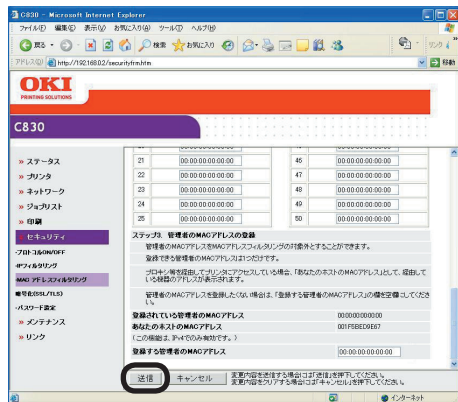 C830 - Microsoft Internet Explorer
ファイル(F) 編集(E) 表示(V) お気に入り(A) ツール(T) ヘルプ(H)
戻る 検索 お気に入り
アドレス(D) http://192.168.0.2/securityfrm.htm 移動
OKI
PRINTING SOLUTIONS
C830
» ステータス
» プリンタ
» ネットワーク
» ジョブリスト
» 印刷
» セキュリティ
-プロトコルON/OFF
-IPフィルタリング
-MAC アドレスフィルタリング
-暗号化(SSL/TLS)
-パスワード設定
» メンテナンス
» リンク
21 00:00:00:00:00:00 46 00:00:00:00:00:00
22 00:00:00:00:00:00 47 00:00:00:00:00:00
23 00:00:00:00:00:00 48 00:00:00:00:00:00
24 00:00:00:00:00:00 49 00:00:00:00:00:00
25 00:00:00:00:00:00 50 00:00:00:00:00:00
ステップ3. 管理者のMACアドレスの登録
管理者のMACアドレスをMACアドレスフィルタリングの対象外とすることができます。
登録できる管理者のMACアドレスは1つだけです。
プロキシ等を経由してプリンタにアクセスしている場合、「あなたのホストのMACアドレス」として、経由して
いる機器のアドレスが表示されます。
管理者のMACアドレスを登録したくない場合は、「登録する管理者のMACアドレス」の欄を空欄にしてくださ
い。
登録されている管理者のMACアドレス 000000000000
あなたのホストのMACアドレス 001F5BED9E67
(この機能は、IPv4でのみ有効です。)
登録する管理者のMACアドレス 00:00:00:00:00:00
送信 キャンセル 変更内容を送信する場合には「送信」を押下してください。
変更内容をクリアする場合には「キャンセル」を押下してください。
インターネット